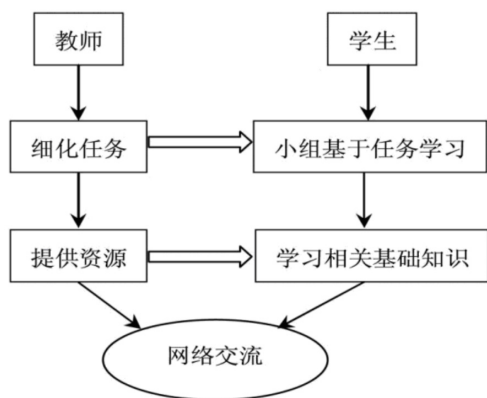 教师
学生
细化任务
小组基于任务学习
提供资源
学习相关基础知识
网络交流